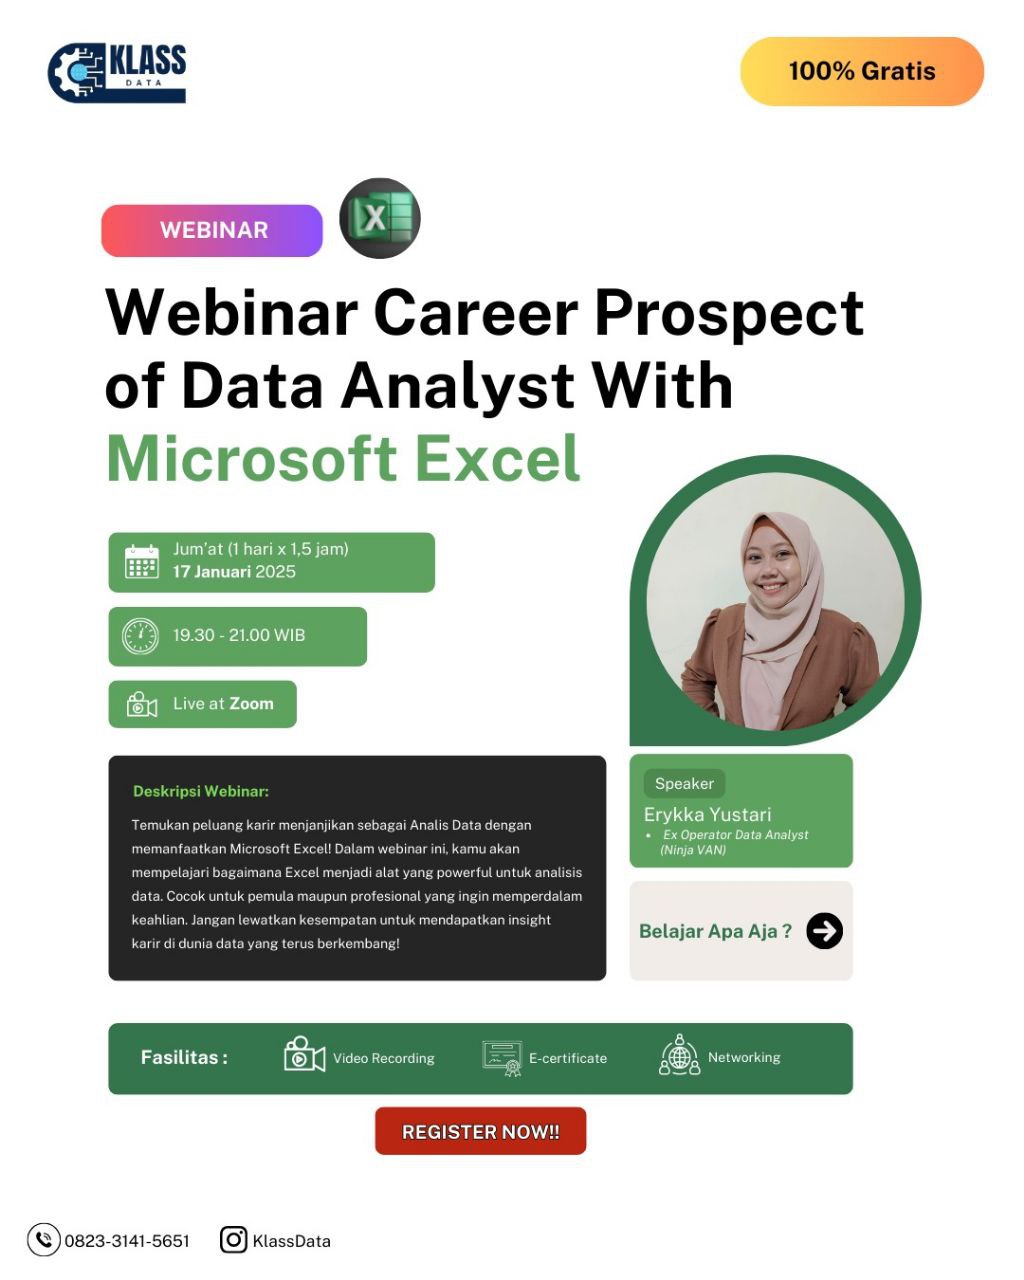 KLASS
DATA
100% Gratis
WEBINAR
X
Webinar Career Prospect
of Data Analyst With
Microsoft Excel
Jum'at (1 hari x 1,5 jam)
17 Januari 2025
19.30 - 21.00 WIB
Live at Zoom
Deskripsi Webinar:
Temukan peluang karir menjanjikan sebagai Analis Data dengan
memanfaatkan Microsoft Excel! Dalam webinar ini, kamu akan
mempelajari bagaimana Excel menjadi alat yang powerful untuk analisis
data. Cocok untuk pemula maupun profesional yang ingin memperdalam
keahlian. Jangan lewatkan kesempatan untuk mendapatkan insight
karir di dunia data yang terus berkembang!
Speaker
Erykka Yustari
• Ex Operator Data Analyst
(Ninja VAN)
Belajar Apa Aja ?
Fasilitas :
Video Recording
E-certificate
Networking
REGISTER NOW!!
0823-3141-5651
KlassData